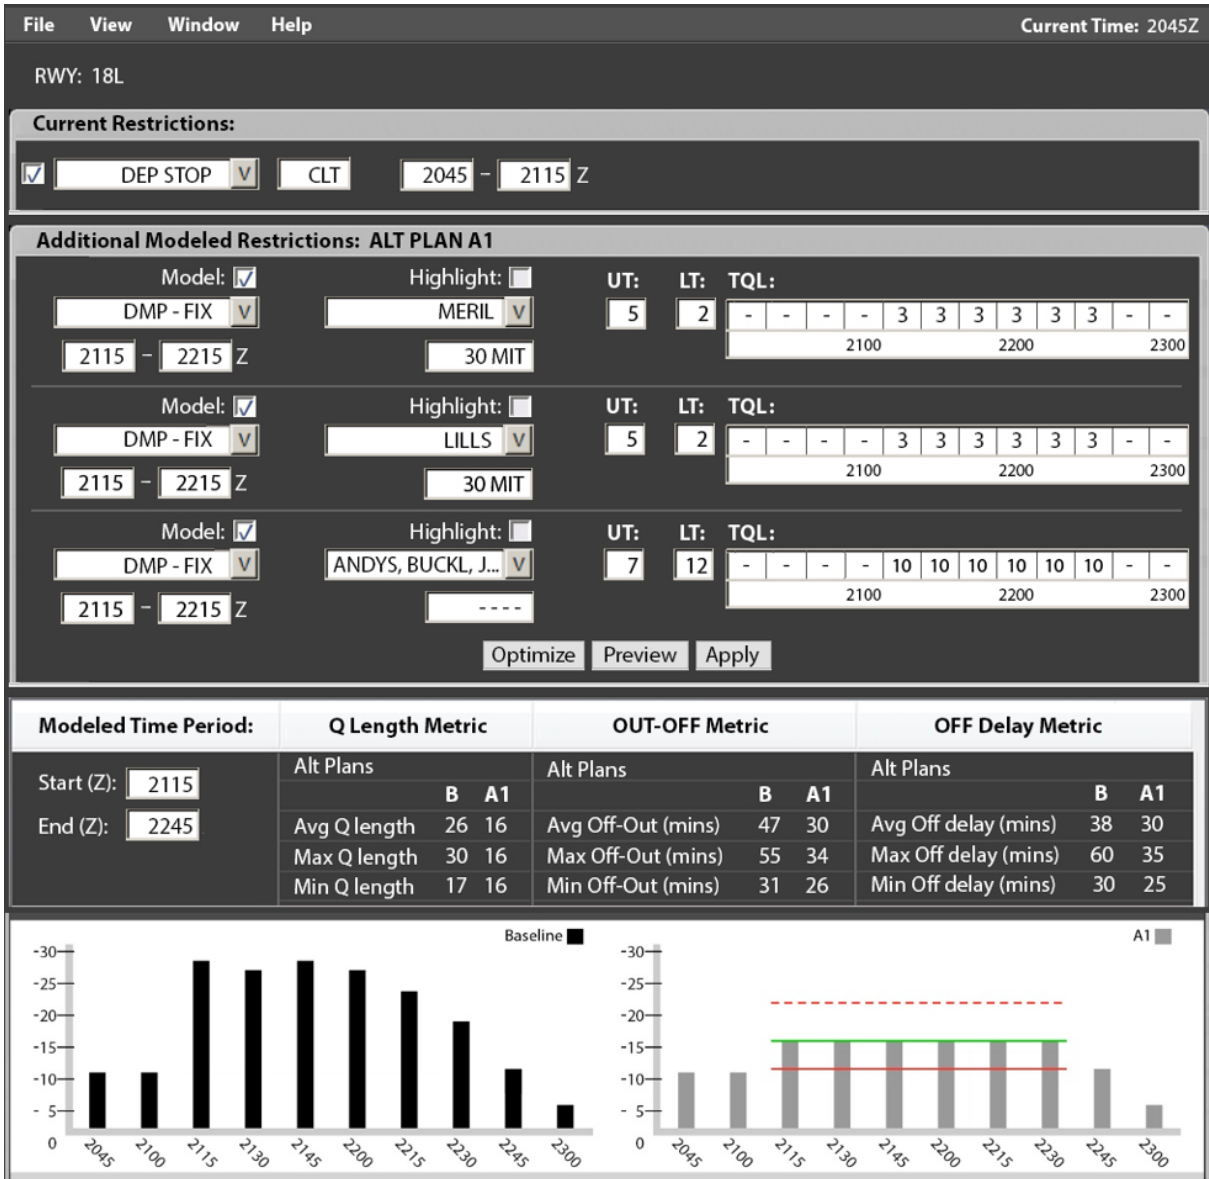 File View Window Help Current Time: 2045Z
RWY: 18L
Current Restrictions:
DEP STOP V CLT 2045 - 2115 Z
Additional Modeled Restrictions: ALT PLAN A1
Model: Highlight: UT: LT: TQL:
DMP - FIX V MERIL V 5 2 - - - - 3 3 3 3 3 3 - -
2100 2200 2300
2115 - 2215 Z 30 MIT
Model: Highlight: UT: LT: TQL:
DMP - FIX V LILLS V 5 2 - - - - 3 3 3 3 3 3 - -
2100 2200 2300
2115 - 2215 Z 30 MIT
Model: Highlight: UT: LT: TQL:
DMP - FIX V ANDYS, BUCKL, J... V 7 12 - - - - 10 10 10 10 10 10 - -
2100 2200 2300
2115 - 2215 Z - - - -
Optimize Preview Apply
Modeled Time Period: Q Length Metric OUT-OFF Metric OFF Delay Metric
Alt Plans Alt Plans Alt Plans
Start (Z): 2115
B A1 B A1 B A1
End (Z): 2245
Avg Q length 26 16 Avg Off-Out (mins) 47 30 Avg Off delay (mins) 38 30
Max Q length 30 16 Max Off-Out (mins) 55 34 Max Off delay (mins) 60 35
Min Q length 17 16 Min Off-Out (mins) 31 26 Min Off delay (mins) 30 25
Baseline A1
-30 -30
-25 -25
-20 -20
-15 -15
-10 -10
- 5 - 5
0 0
2045 2100 2115 2130 2145 2200 2215 2230 2245 2300 2045 2100 2115 2130 2145 2200 2215 2230 2245 2300